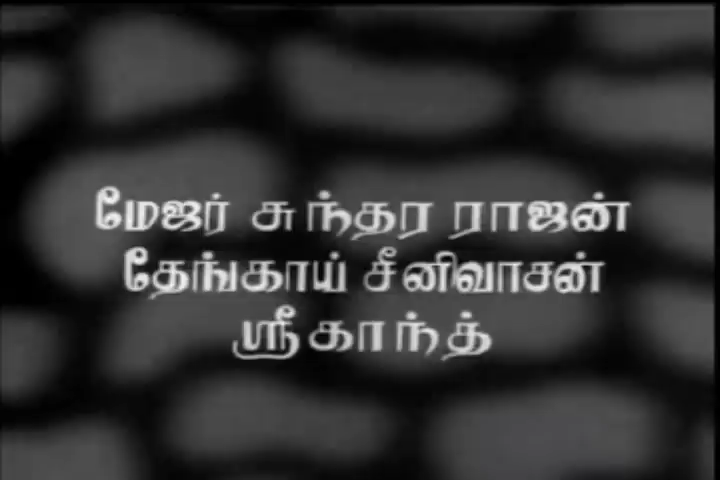 மேஜர் சுந்தர ராஜன்
தேங்காய் சீனிவாசன்
ஸ்ரீகாந்த்